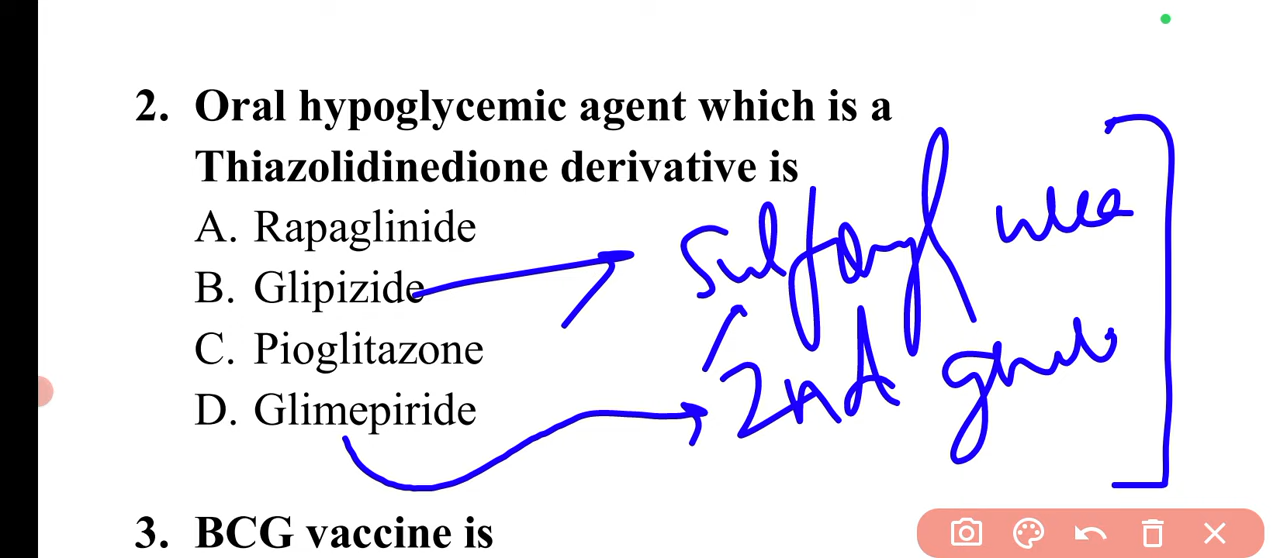 2. Oral hypoglycemic agent which is a
Thiazolidinedione derivative is
A. Rapaglinide
B. Glipizide
C. Pioglitazone
D. Glimepiride
Sulfonyl urea
2nd
3. BCG vaccine is